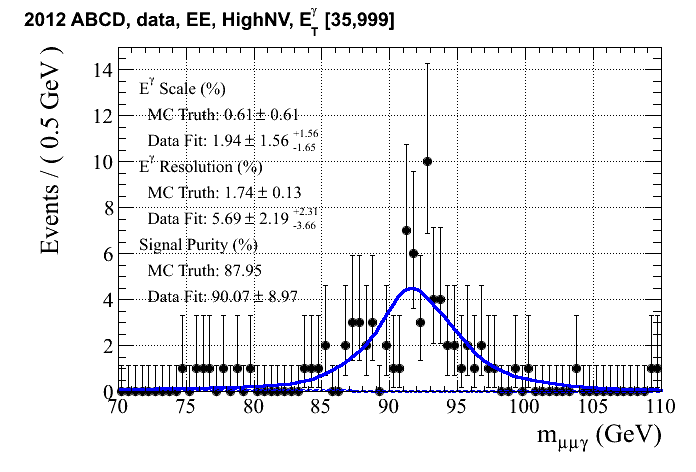 2012 ABCD, data, EE, HighNV, E_T^γ [35,999]
Events / ( 0.5 GeV )
14
12
10
8
6
4
2
0
E^γ Scale (%)
MC Truth: 0.61 ± 0.61
Data Fit: 1.94 ± 1.56 +1.56 -1.65
E^γ Resolution (%)
MC Truth: 1.74 ± 0.13
Data Fit: 5.69 ± 2.19 +2.31 -3.66
Signal Purity (%)
MC Truth: 87.95
Data Fit: 90.07 ± 8.97
70 75 80 85 90 95 100 105 110
m_μμγ (GeV)